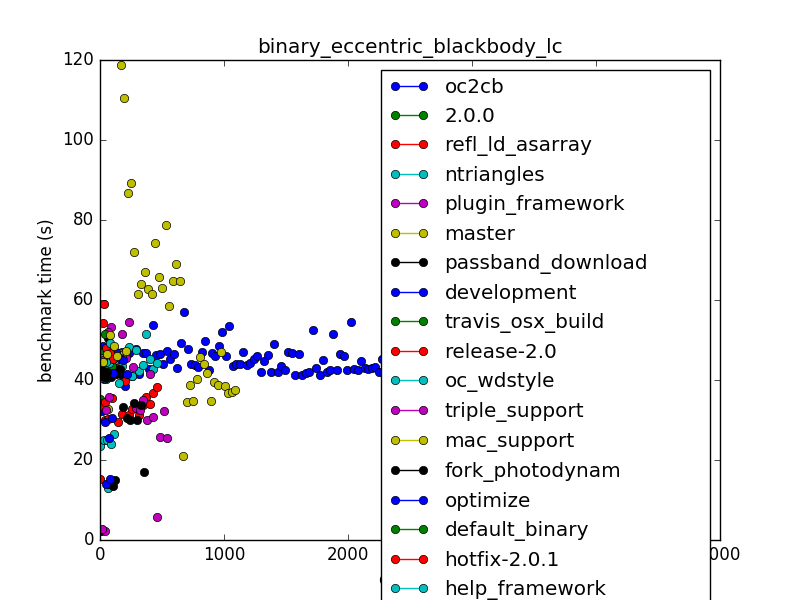 binary_eccentric_blackbody_lc
benchmark time (s)
120
100
80
60
40
20
0
0
1000
2000
000
oc2cb
2.0.0
refl_ld_asarray
ntriangles
plugin_framework
master
passband_download
development
travis_osx_build
release-2.0
oc_wdstyle
triple_support
mac_support
fork_photodynam
optimize
default_binary
hotfix-2.0.1
help_framework